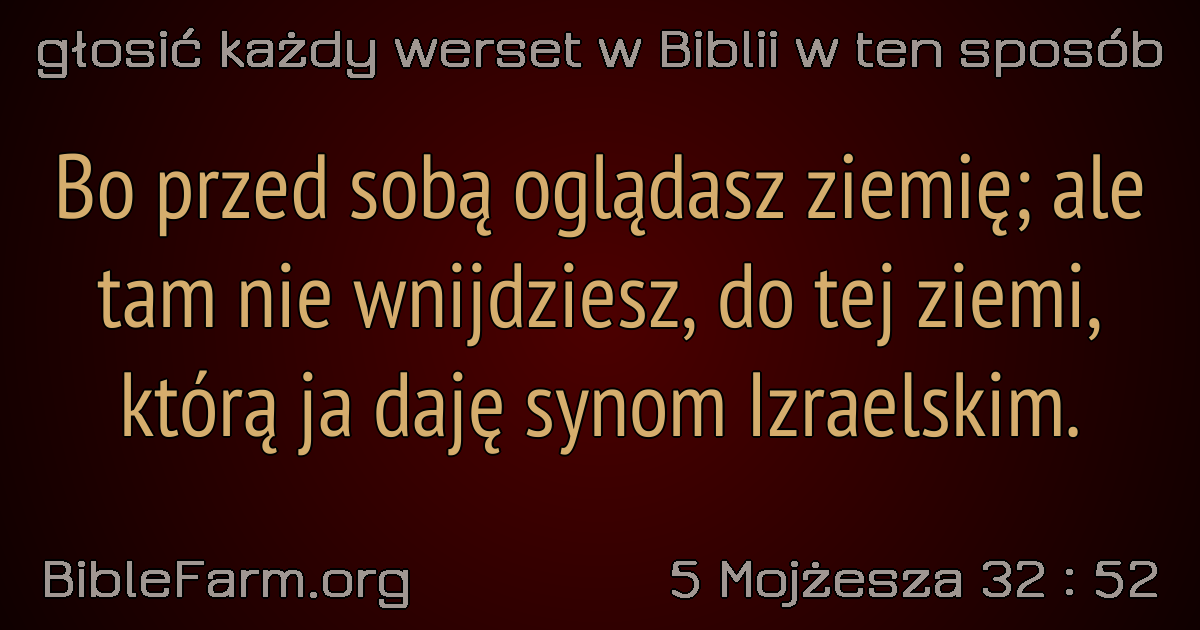 głosić każdy werset w Biblii w ten sposób
Bo przed sobą oglądasz ziemię; ale
tam nie wnijdziesz, do tej ziemi,
którą ja daję synom Izraelskim.
BibleFarm.org
5 Mojżesza 32 : 52